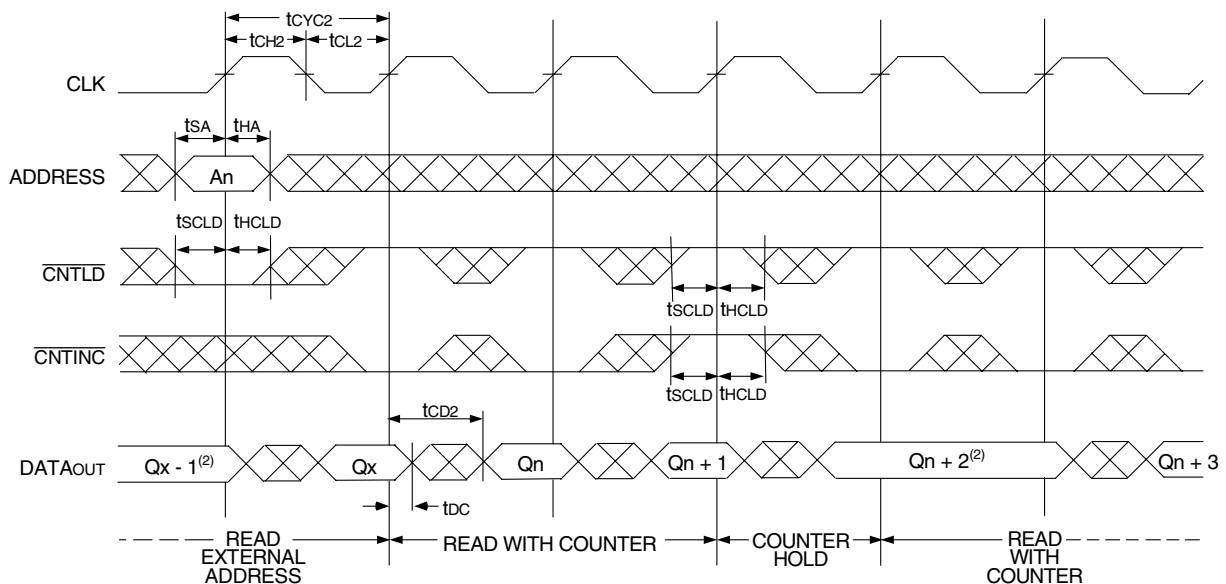 tCYC2
tCH2 tCL2
CLK
tSA tHA
ADDRESS An
tSCLD tHCLD
CNTLD
tSCLD tHCLD
CNTINC
tSCLD tHCLD
tCD2
DATAOUT Qx - 1(2) Qx Qn Qn + 1 Qn + 2(2) Qn + 3
tDC
READ EXTERNAL ADDRESS
READ WITH COUNTER
COUNTER HOLD
READ WITH COUNTER